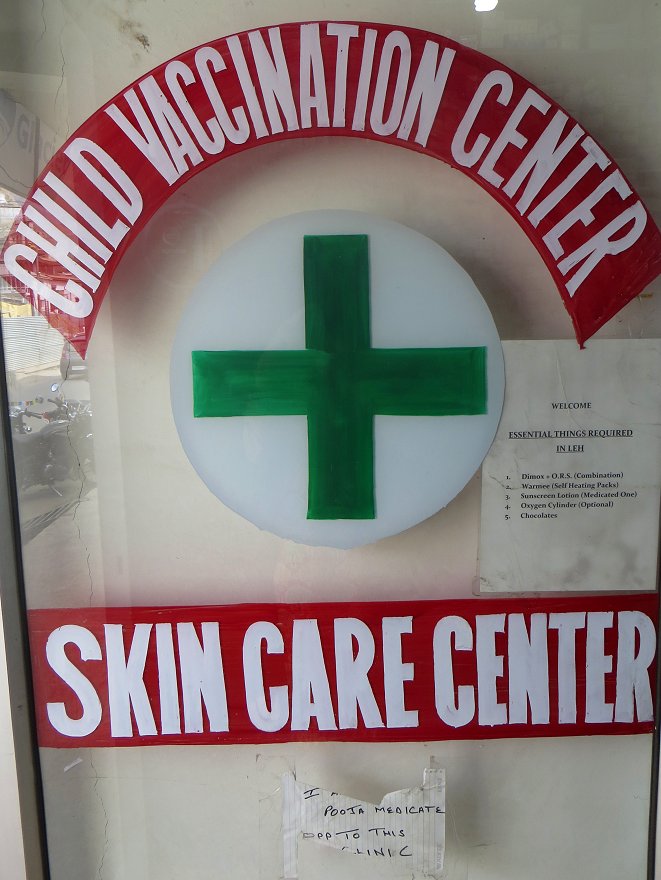 CHILD VACCINATION CENTER
WELCOME
ESSENTIAL THINGS REQUIRED
IN LEH
1. Dimox + O.R.S. (Combination)
2. Warmee (Self Heating Packs)
3. Sunscreen Lotion (Medicated One)
4. Oxygen Cylinder (Optional)
5. Chocolates
SKIN CARE CENTER
I
POOJA MEDICATE
OPP TO THIS
CLINIC